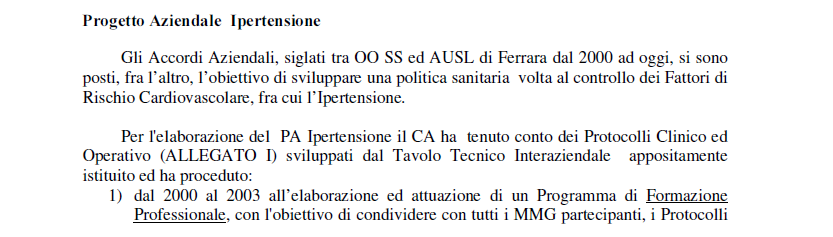 Progetto Aziendale Ipertensione
Gli Accordi Aziendali, siglati tra OO SS ed AUSL di Ferrara dal 2000 ad oggi, si sono
posti, fra l'altro, l'obiettivo di sviluppare una politica sanitaria volta al controllo dei Fattori di
Rischio Cardiovascolare, fra cui l'Ipertensione.
Per l'elaborazione del PA Ipertensione il CA ha tenuto conto dei Protocolli Clinico ed
Operativo (ALLEGATO I) sviluppati dal Tavolo Tecnico Interaziendale appositamente
istituito ed ha proceduto:
1) dal 2000 al 2003 all'elaborazione ed attuazione di un Programma di Formazione
Professionale, con l'obiettivo di condividere con tutti i MMG partecipanti, i Protocolli